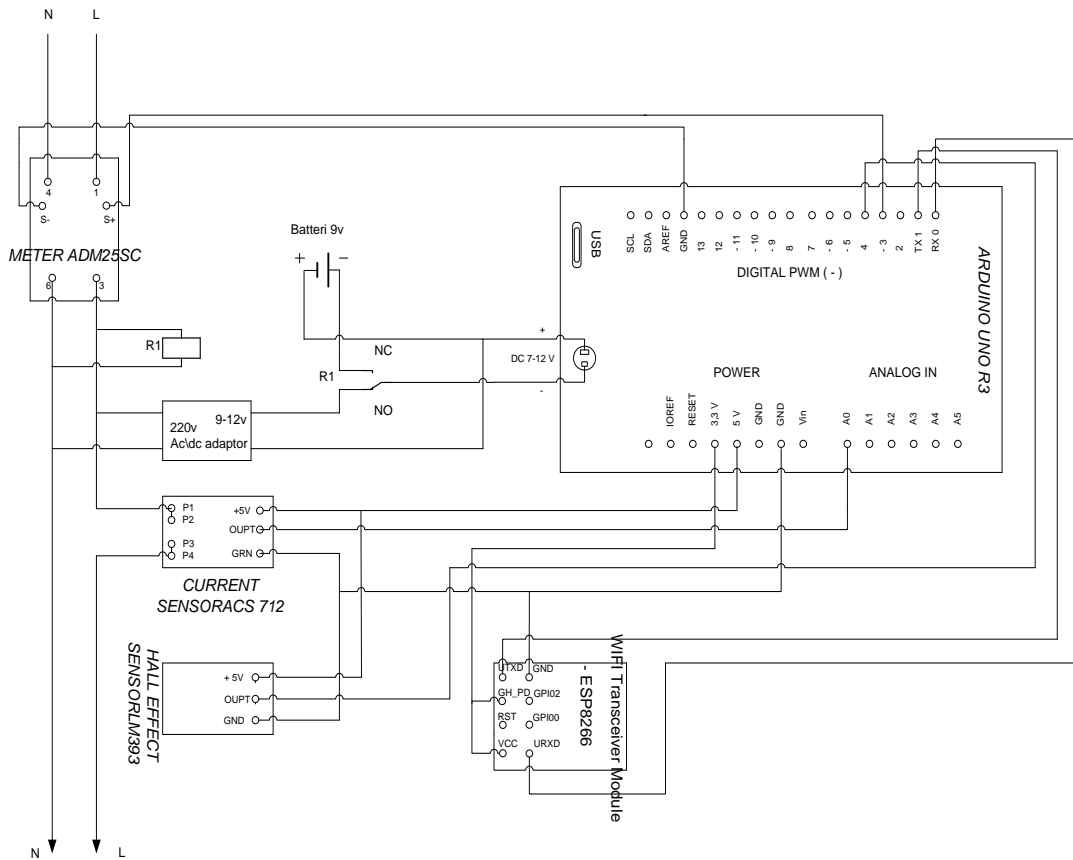 N L
4 1
S- S+
METER ADM25SC
6 3
R1
Batteri 9v
+ −
NC
R1
NO
220v 9-12v
Ac\dc adaptor
+
DC 7-12 V
-
USB
SCL
SDA
AREF
GND
13
12
- 11
- 10
- 9
8
7
- 6
- 5
4
- 3
2
TX 1
RX 0
DIGITAL PWM ( - )
ARDUINO UNO R3
POWER
ANALOG IN
IOREF
RESET
3,3 V
5 V
GND
GND
Vin
A0
A1
A2
A3
A4
A5
P1 +5V
P2
OUPT
P3
P4 GRN
CURRENT
SENSORACS 712
+ 5V
OUPT
GND
HALL EFFECT
SENSORLM393
UTXD GND
GH_PD GPI02
RST GPI00
VCC URXD
WIFI Transceiver Module
- ESP8266
N L